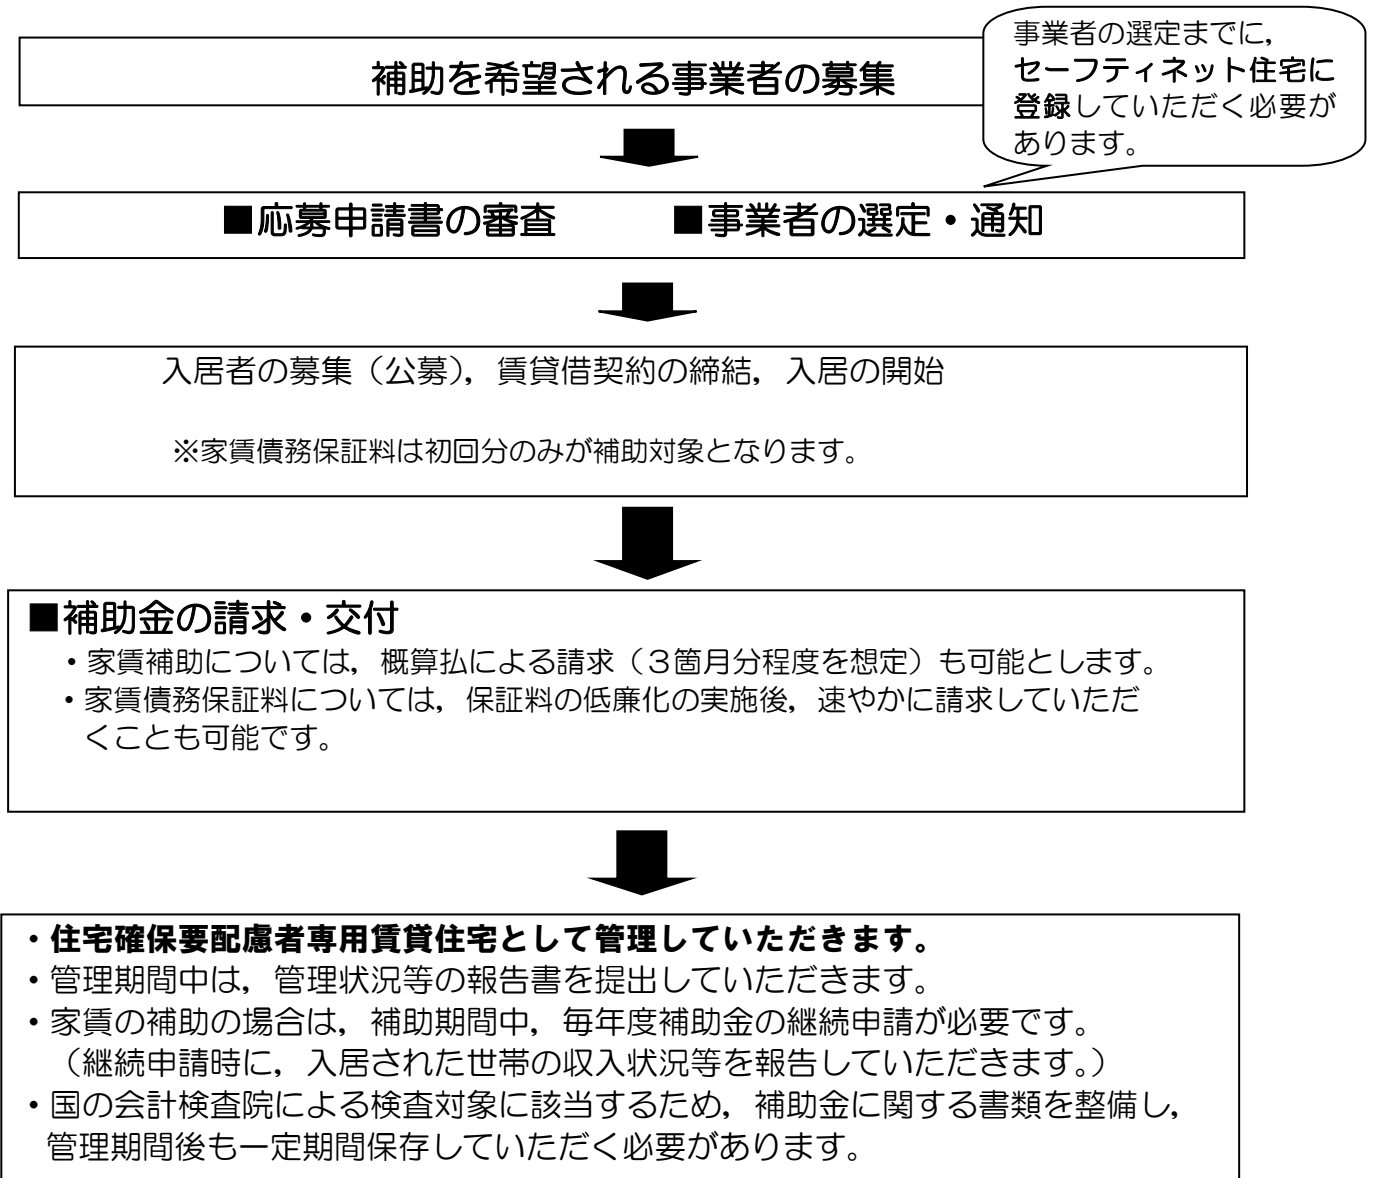 補助を希望される事業者の募集
事業者の選定までに，
セーフティネット住宅に
登録していただく必要が
あります。
■応募申請書の審査　　　■事業者の選定・通知
入居者の募集（公募），賃貸借契約の締結，入居の開始
※家賃債務保証料は初回分のみが補助対象となります。
■補助金の請求・交付
・家賃補助については，概算払による請求（３箇月分程度を想定）も可能とします。
・家賃債務保証料については，保証料の低廉化の実施後，速やかに請求していただ
くことも可能です。
・住宅確保要配慮者専用賃貸住宅として管理していただきます。
・管理期間中は，管理状況等の報告書を提出していただきます。
・家賃の補助の場合は，補助期間中，毎年度補助金の継続申請が必要です。
（継続申請時に，入居された世帯の収入状況等を報告していただきます。）
・国の会計検査院による検査対象に該当するため，補助金に関する書類を整備し，
管理期間後も一定期間保存していただく必要があります。